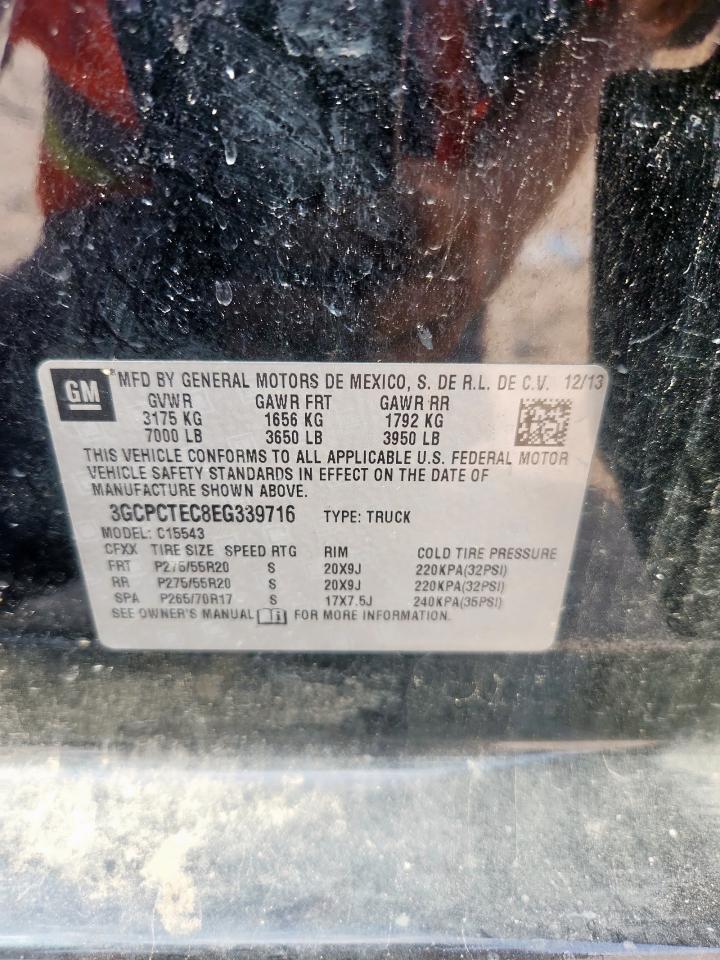 GM
MFD BY GENERAL MOTORS DE MEXICO, S. DE R.L. DE C.V. 12/13
GVWR GAWR FRT GAWR RR
3175 KG 1656 KG 1792 KG
7000 LB 3650 LB 3950 LB
THIS VEHICLE CONFORMS TO ALL APPLICABLE U.S. FEDERAL MOTOR
VEHICLE SAFETY STANDARDS IN EFFECT ON THE DATE OF
MANUFACTURE SHOWN ABOVE.
3GCPCTEC8EG339716 TYPE: TRUCK
MODEL: C15543
CFXX TIRE SIZE SPEED RTG RIM COLD TIRE PRESSURE
FRT P275/55R20 S 20X9J 220KPA(32PSI)
RR P275/55R20 S 20X9J 220KPA(32PSI)
SPA P265/70R17 S 17X7.5J 240KPA(35PSI)
SEE OWNER'S MANUAL FOR MORE INFORMATION.